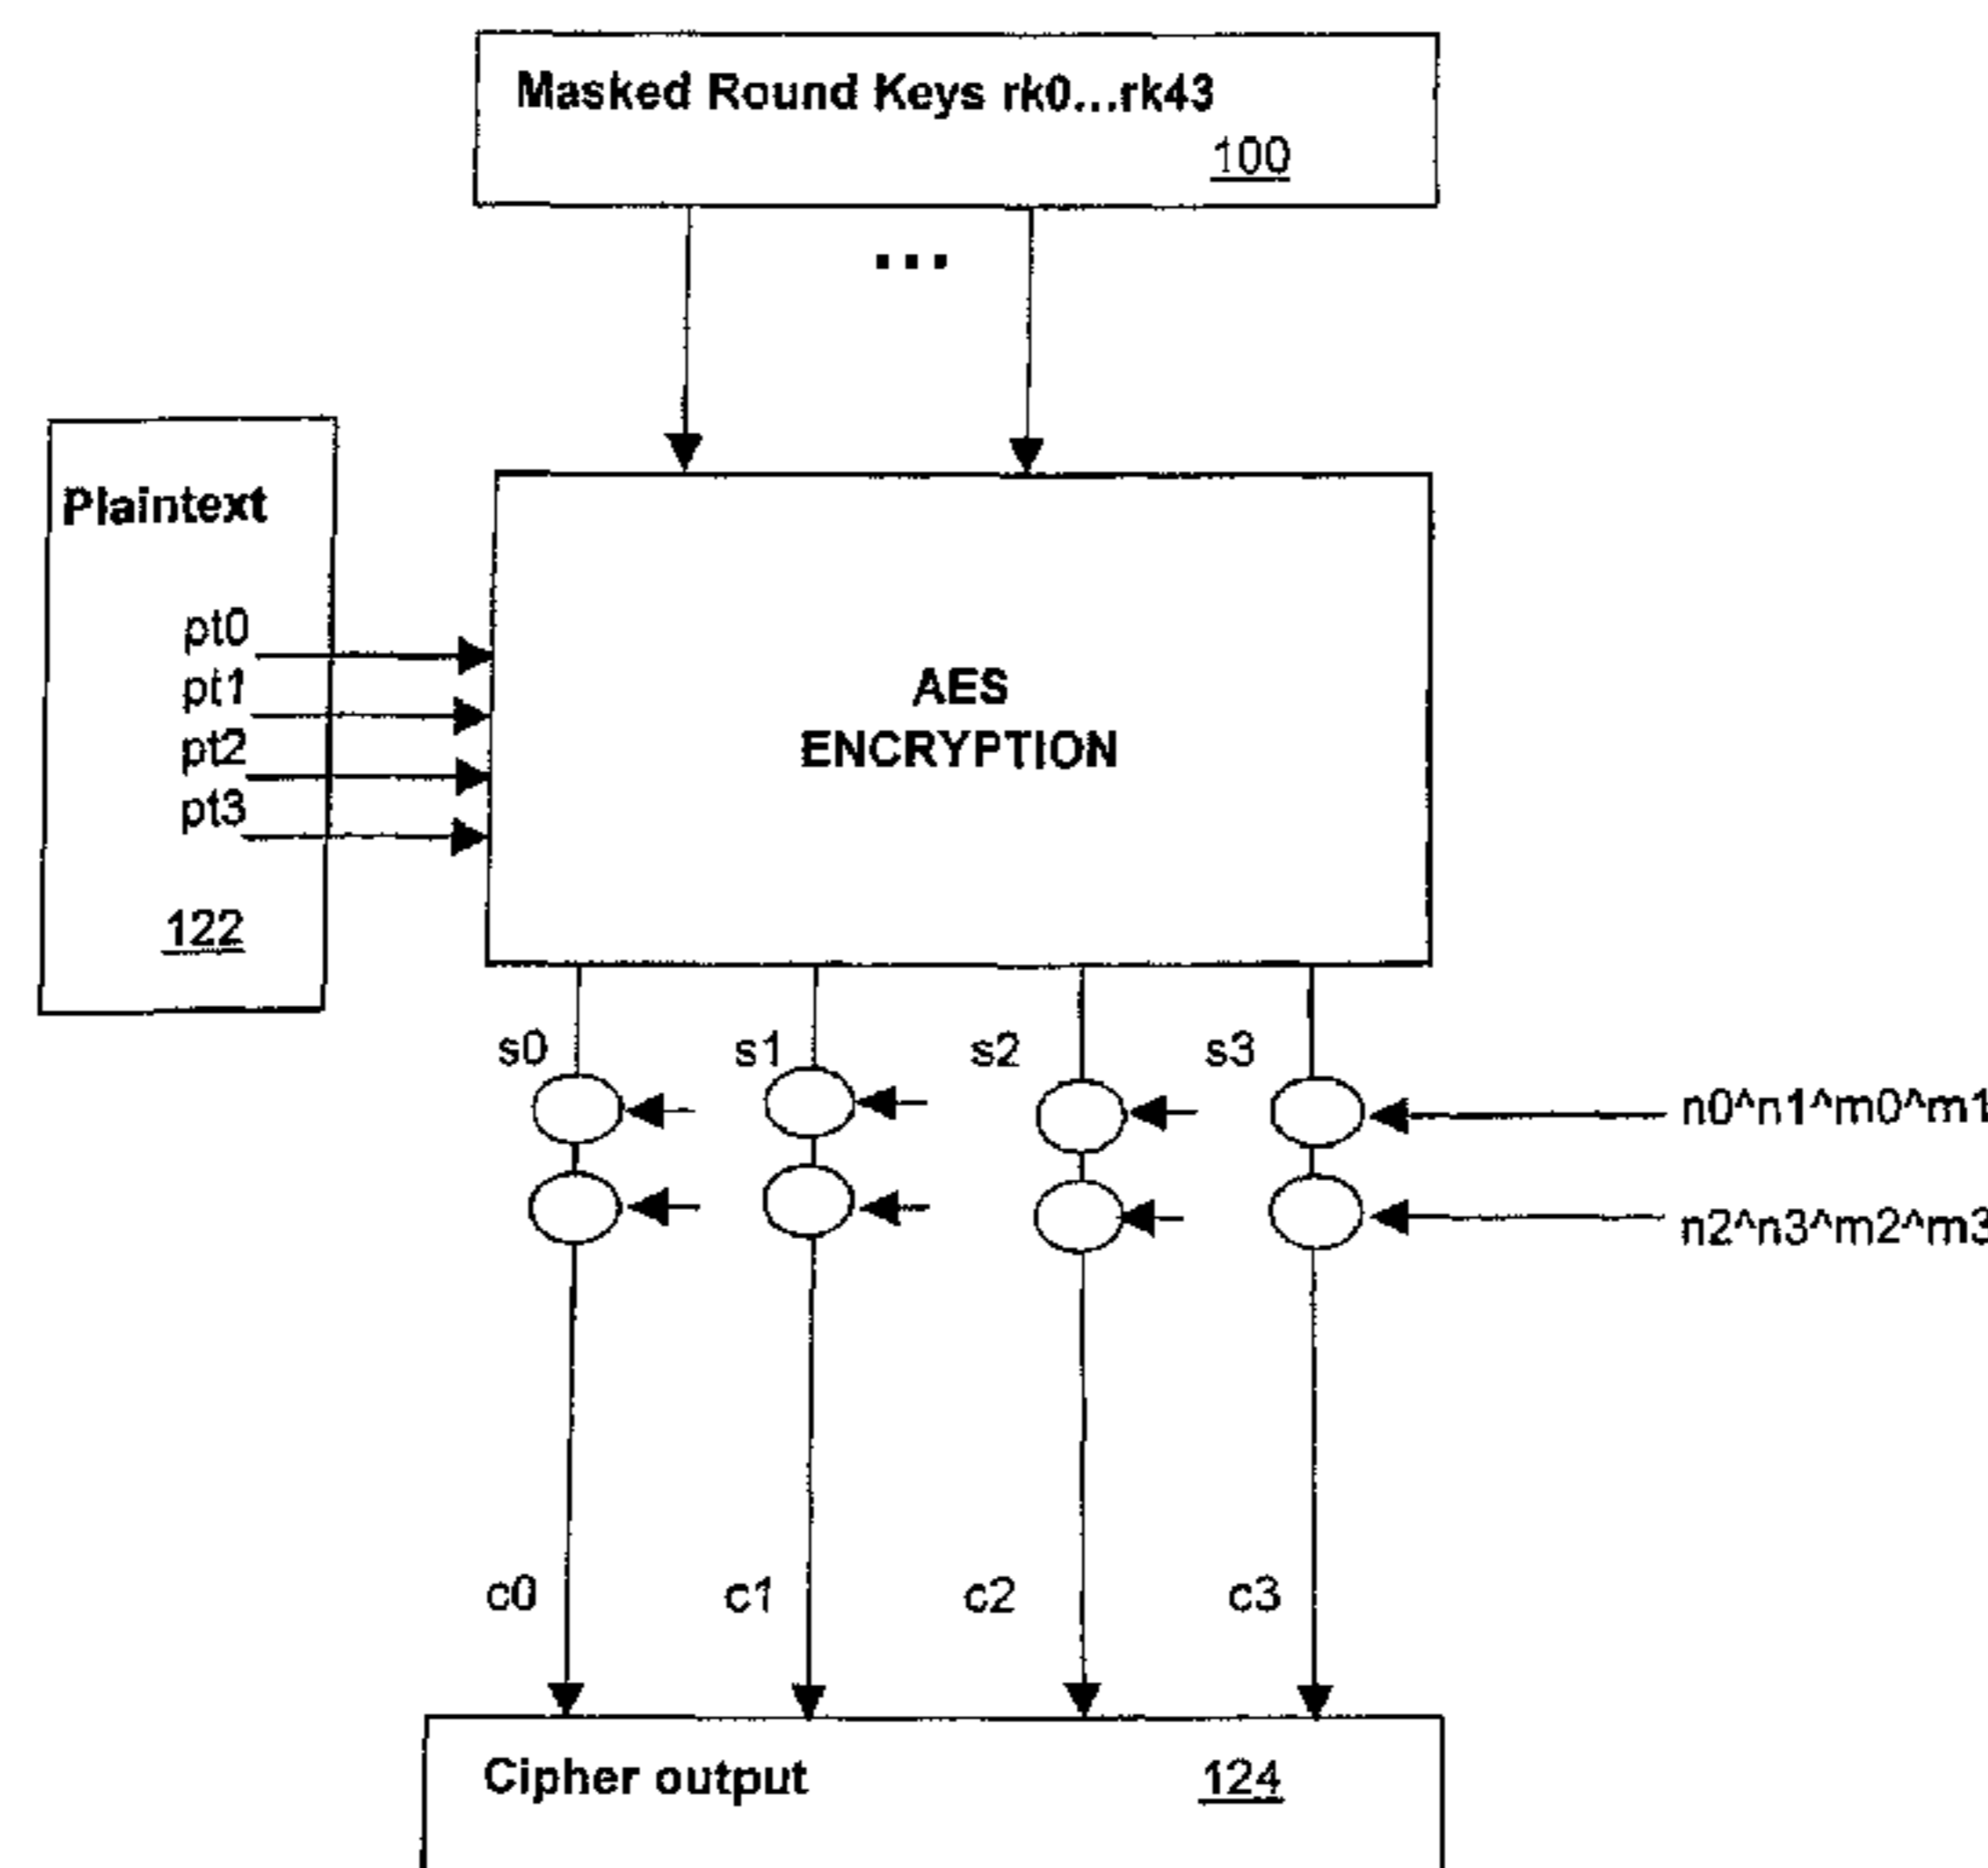 Masked Round Keys rk0...rk43
100
...
Plaintext
pt0
pt1
pt2
pt3
122
AES
ENCRYPTION
s0 s1 s2 s3
n0^n1^m0^m1
n2^n3^m2^m3
c0 c1 c2 c3
Cipher output 124